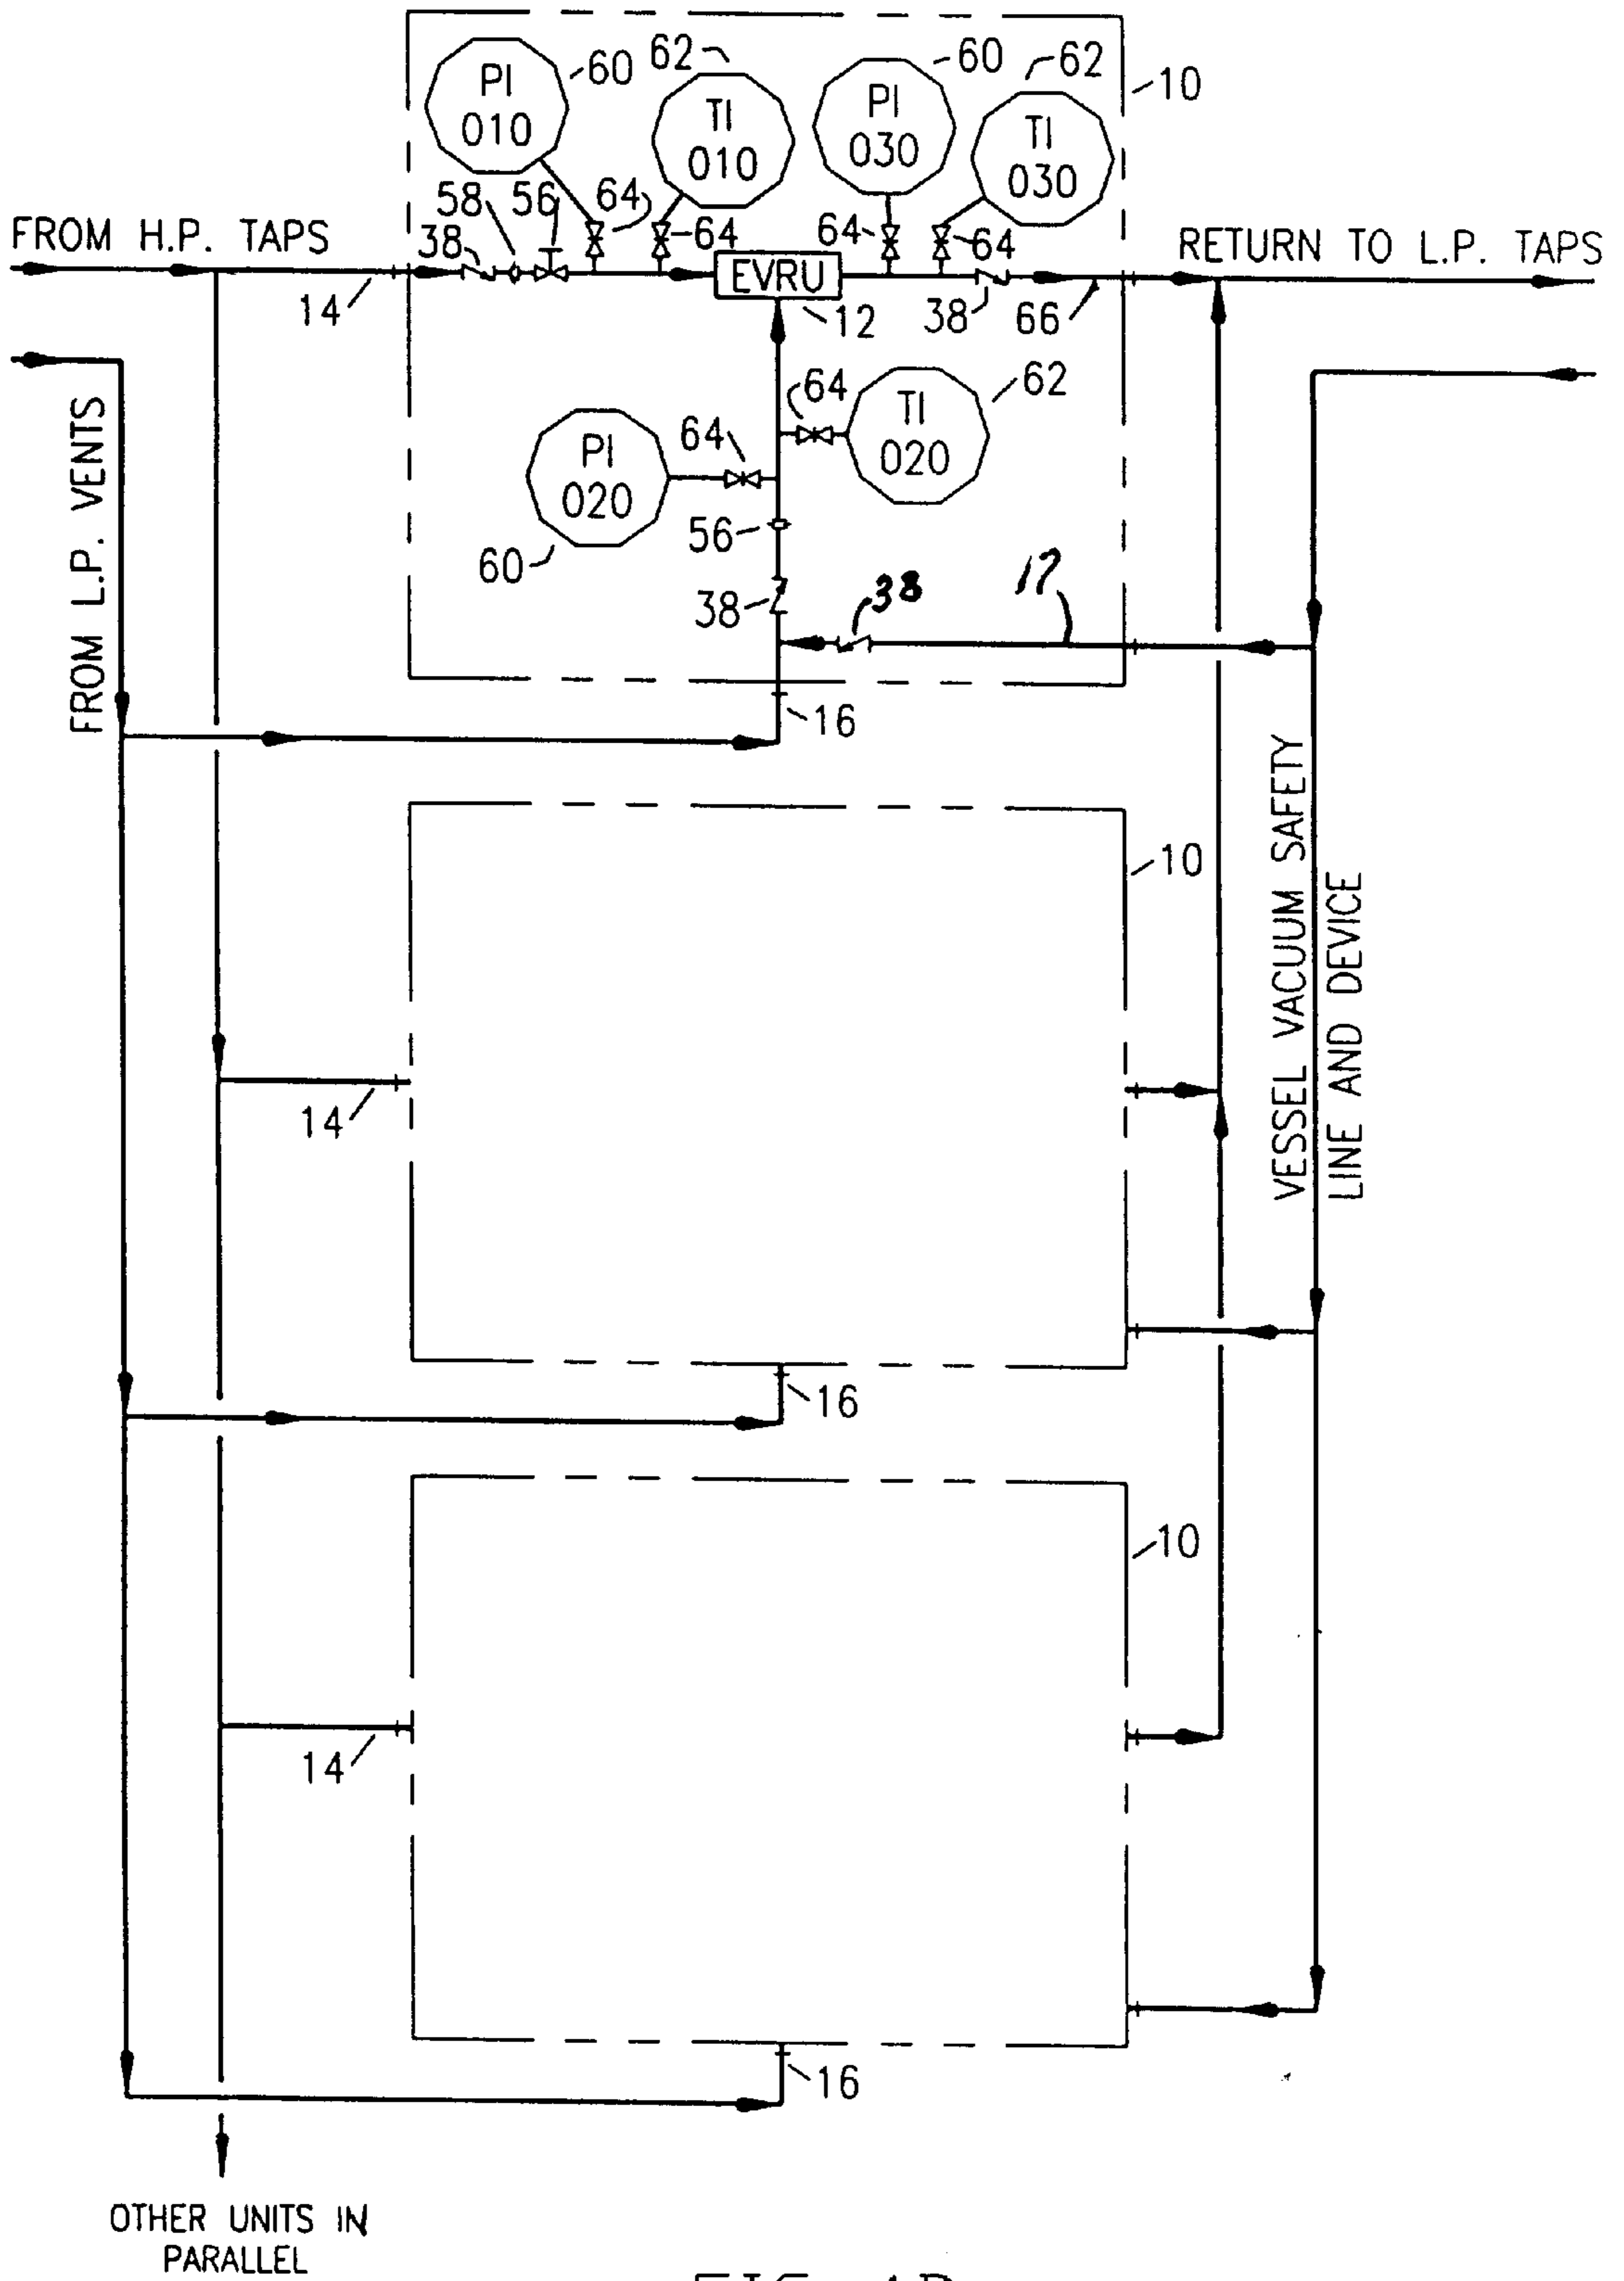 PI
010
60
62
TI
010
PI
030
60
62
TI
030
10
58
56
64
38
64
64
64
FROM H.P. TAPS
RETURN TO L.P. TAPS
EVRU
14
12
38
66
FROM L.P. VENTS
64
TI
020
62
64
PI
020
56
60
38
38
17
16
VESSEL VACUUM SAFETY
LINE AND DEVICE
10
14
16
10
14
16
OTHER UNITS IN
PARALLEL